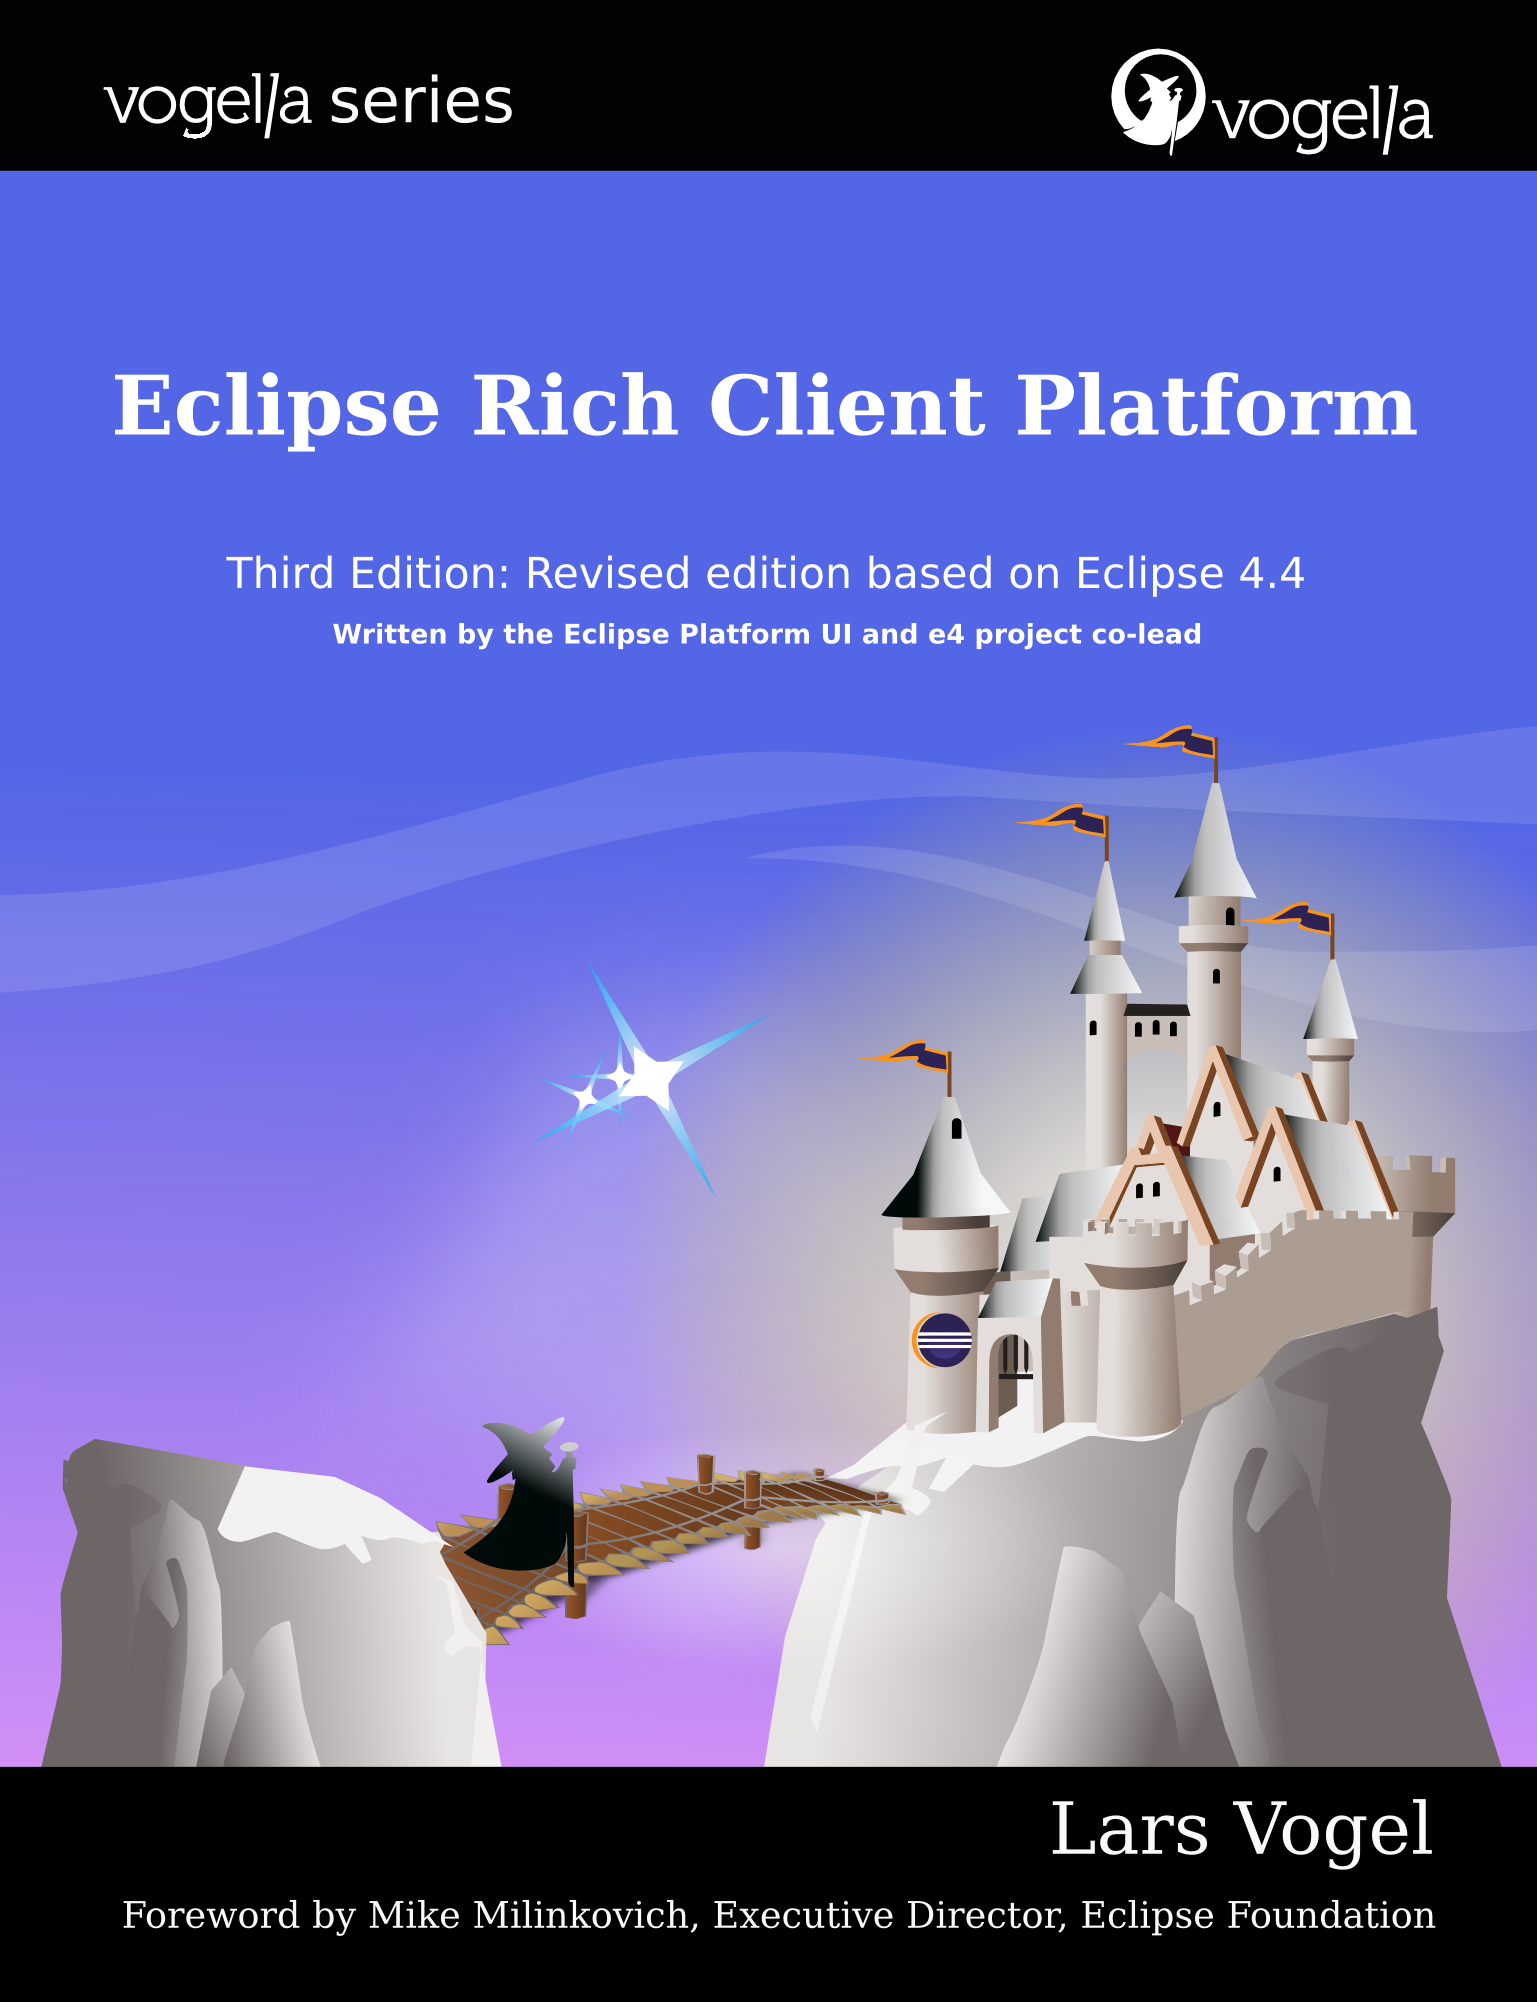 vogella series
vogella
Eclipse Rich Client Platform
Third Edition: Revised edition based on Eclipse 4.4
Written by the Eclipse Platform UI and e4 project co-lead
Lars Vogel
Foreword by Mike Milinkovich, Executive Director, Eclipse Foundation